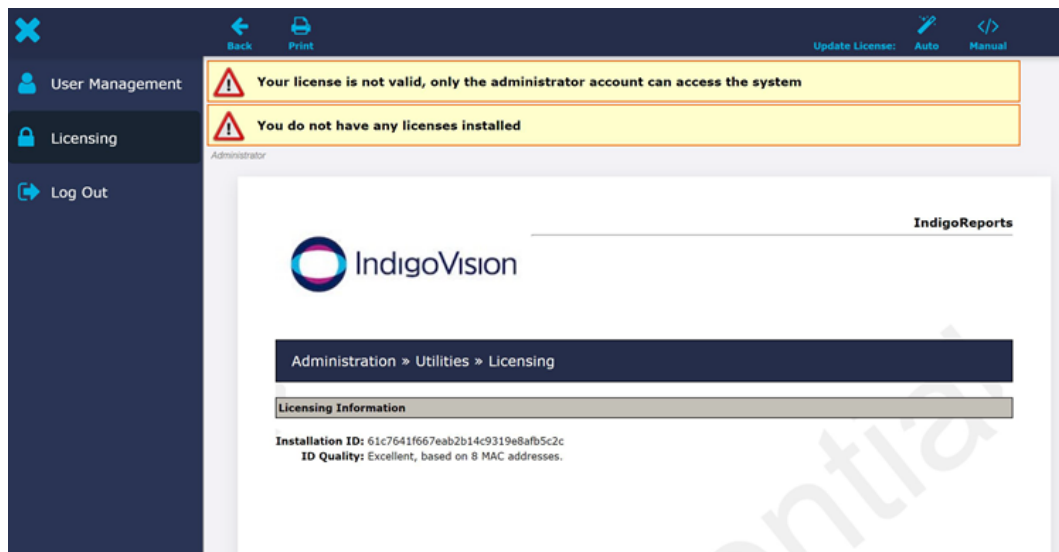 Back
Print
Update License:
Auto
Manual
User Management
Licensing
Log Out
Your license is not valid, only the administrator account can access the system
You do not have any licenses installed
Administrator
IndigoReports
IndigoVision
Administration » Utilities » Licensing
Licensing Information
Installation ID: 61c7641f667eab2b14c9319e8afb5c2c
ID Quality: Excellent, based on 8 MAC addresses.
ential